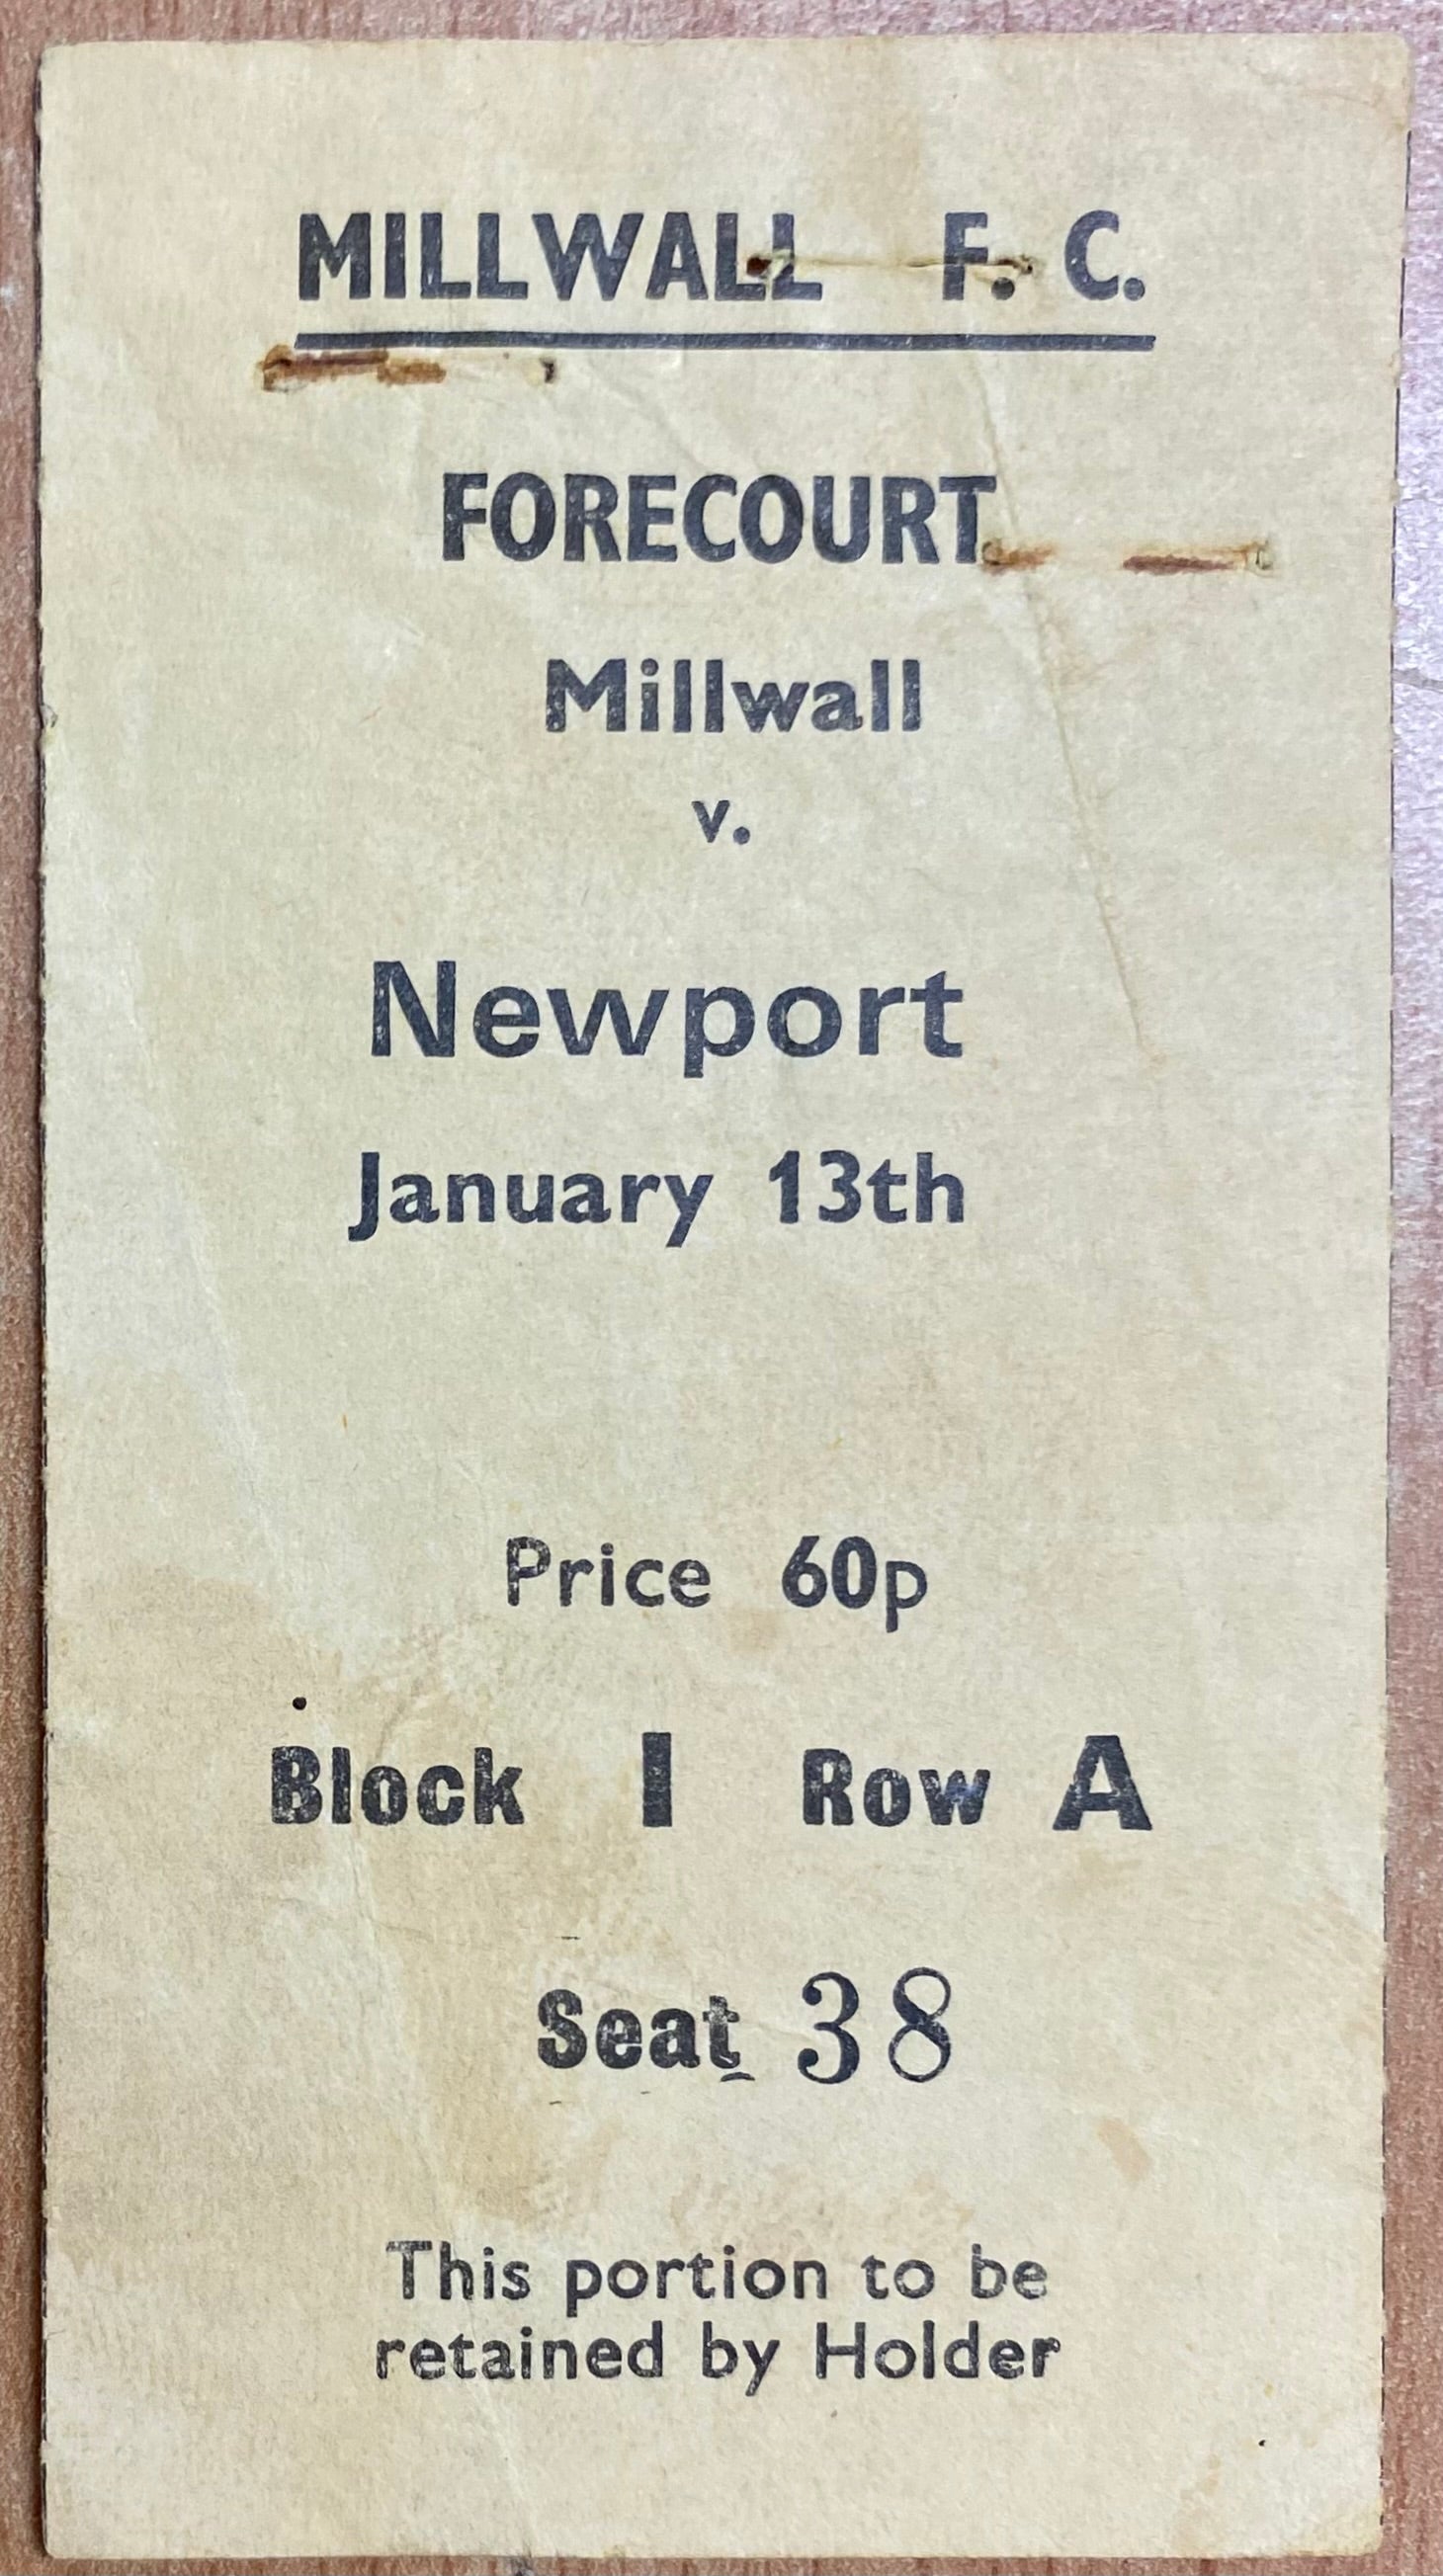 MILLWALL F. C.
FORECOURT
Millwall
v.
Newport
January 13th
Price 60p
Block I Row A
Seat 38
This portion to be
retained by Holder